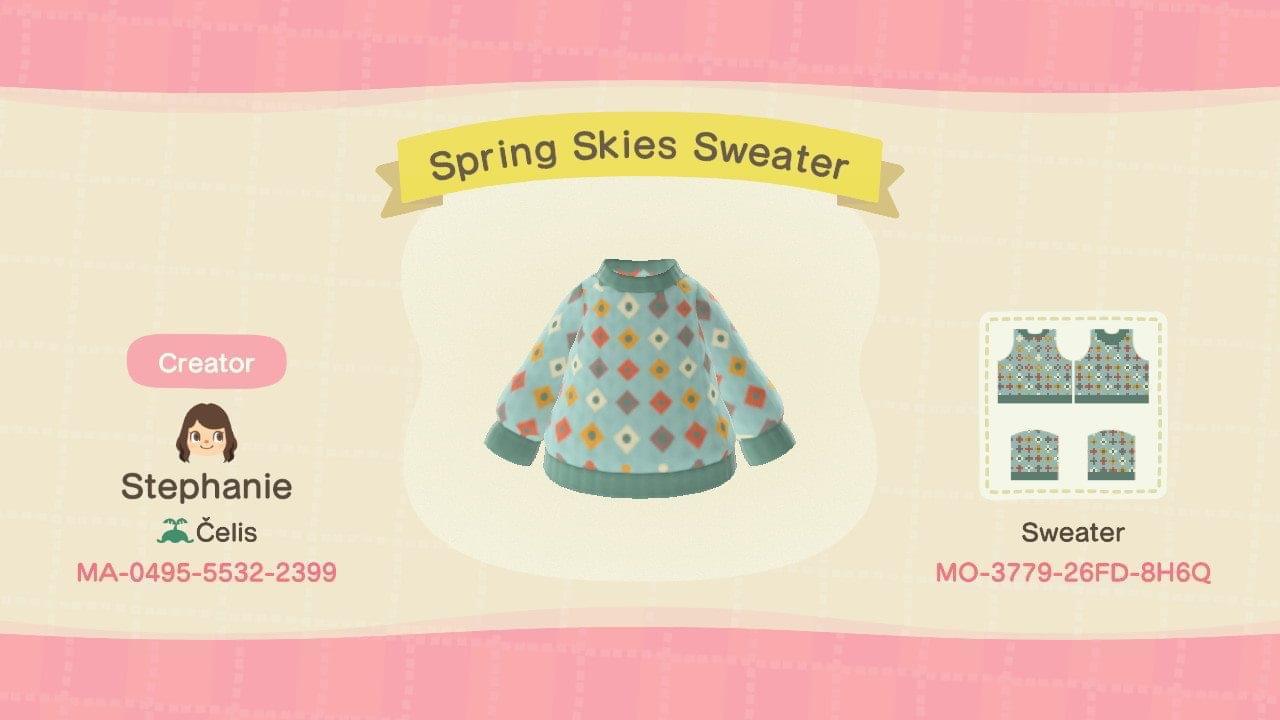 Spring Skies Sweater
Creator
Stephanie
Čelis
MA-0495-5532-2399
Sweater
MO-3779-26FD-8H6Q